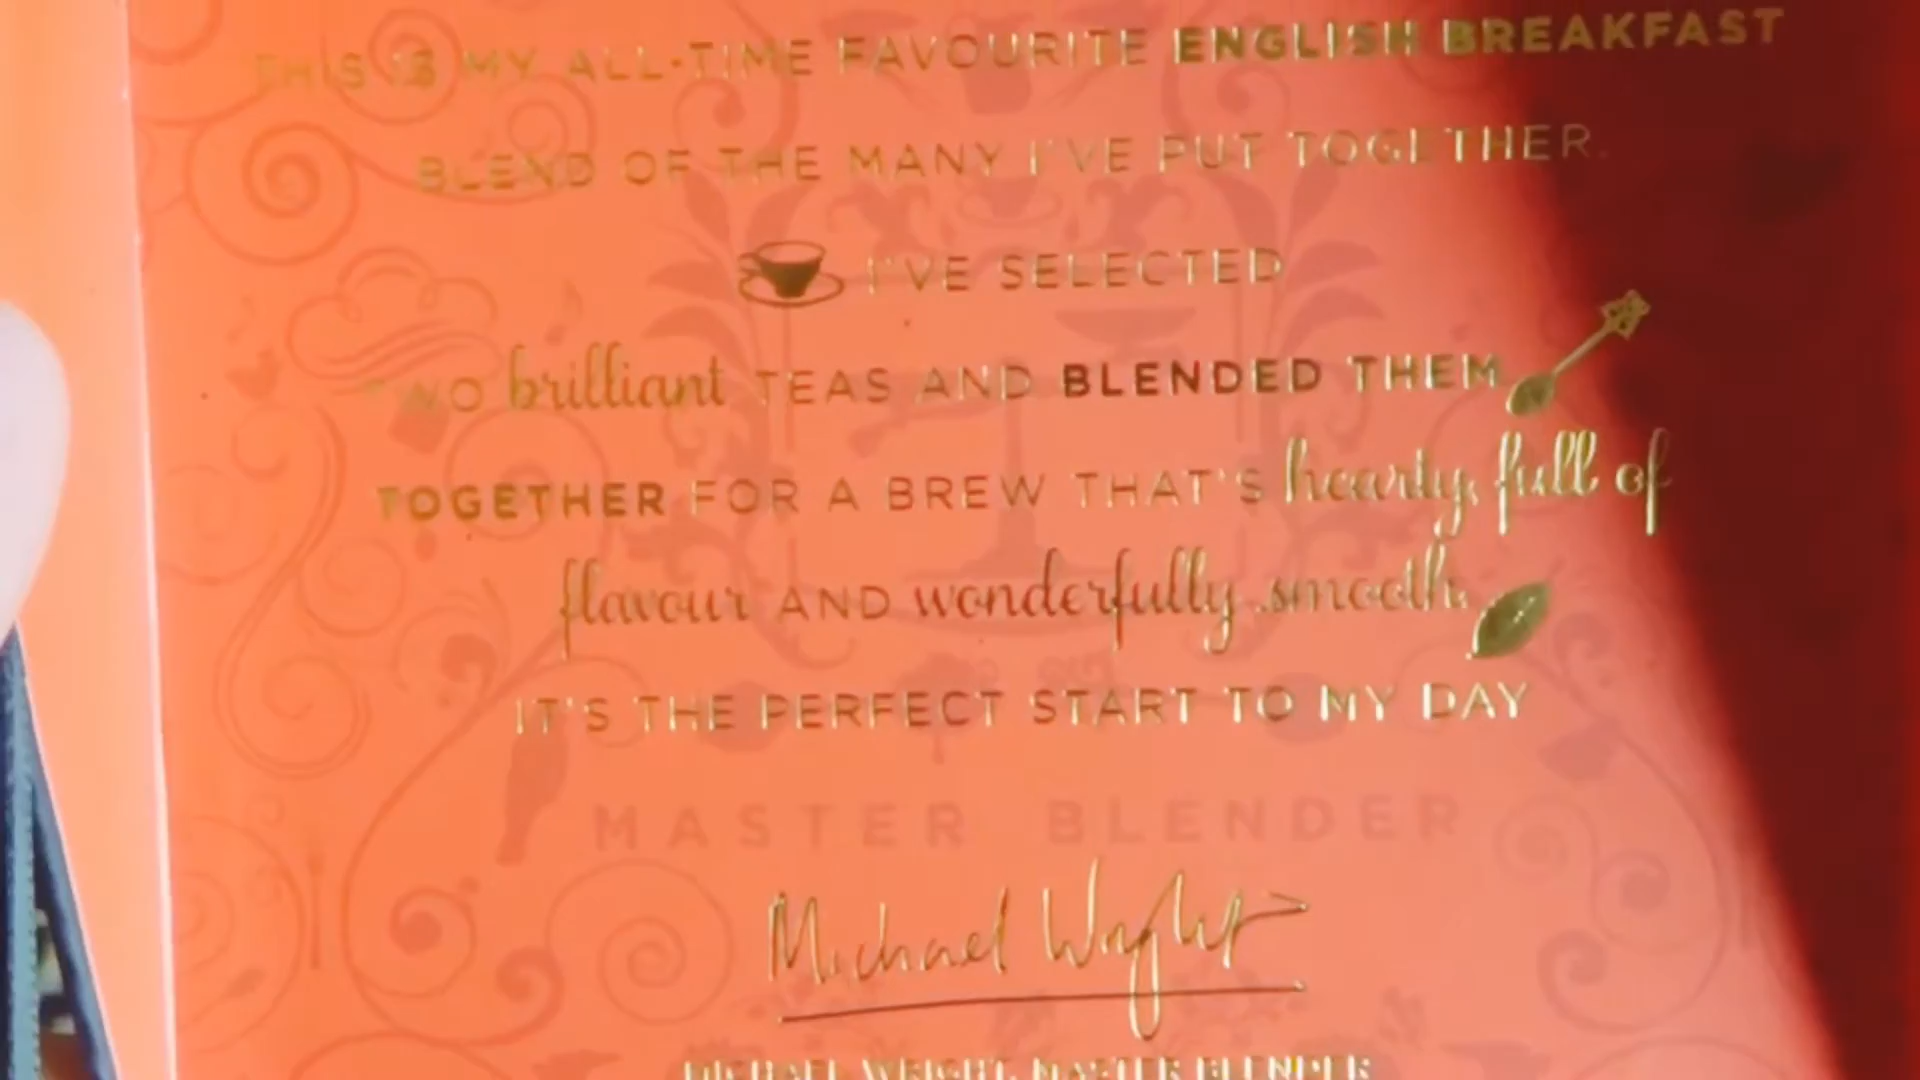 THIS IS MY ALL-TIME FAVOURITE ENGLISH BREAKFAST
BLEND OF THE MANY I'VE PUT TOGETHER.
I'VE SELECTED
TWO brilliant TEAS AND BLENDED THEM
TOGETHER FOR A BREW THAT'S hearty, full of
flavour AND wonderfully smooth.
IT'S THE PERFECT START TO MY DAY
MASTER BLENDER
Michael Wright
MICHAEL WRIGHT, MASTER BLENDER